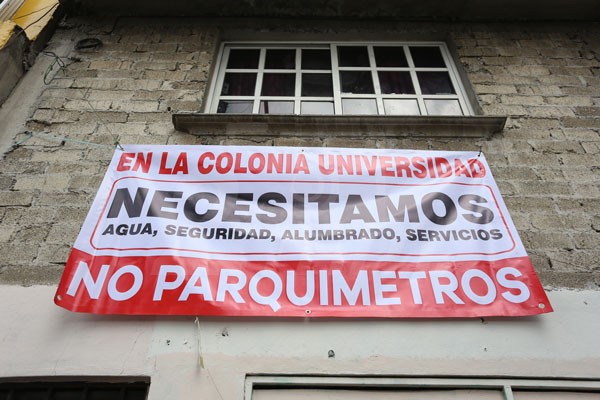 EN LA COLONIA UNIVERSIDAD
NECESITAMOS
AGUA, SEGURIDAD, ALUMBRADO, SERVICIOS
NO PARQUIMETROS